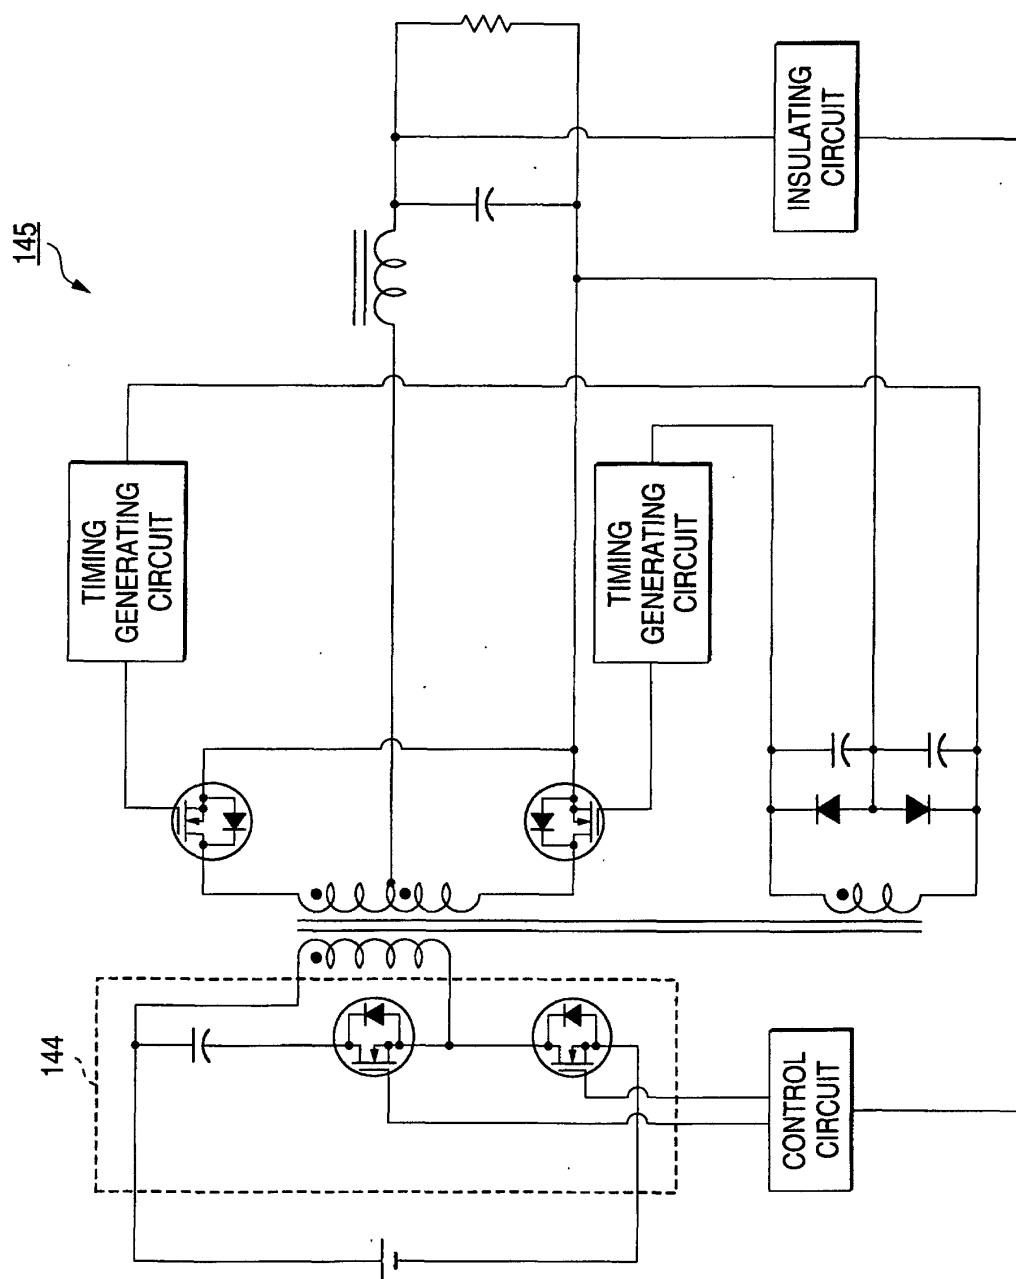 145
INSULATING
CIRCUIT
TIMING
GENERATING
CIRCUIT
TIMING
GENERATING
CIRCUIT
144
CONTROL
CIRCUIT